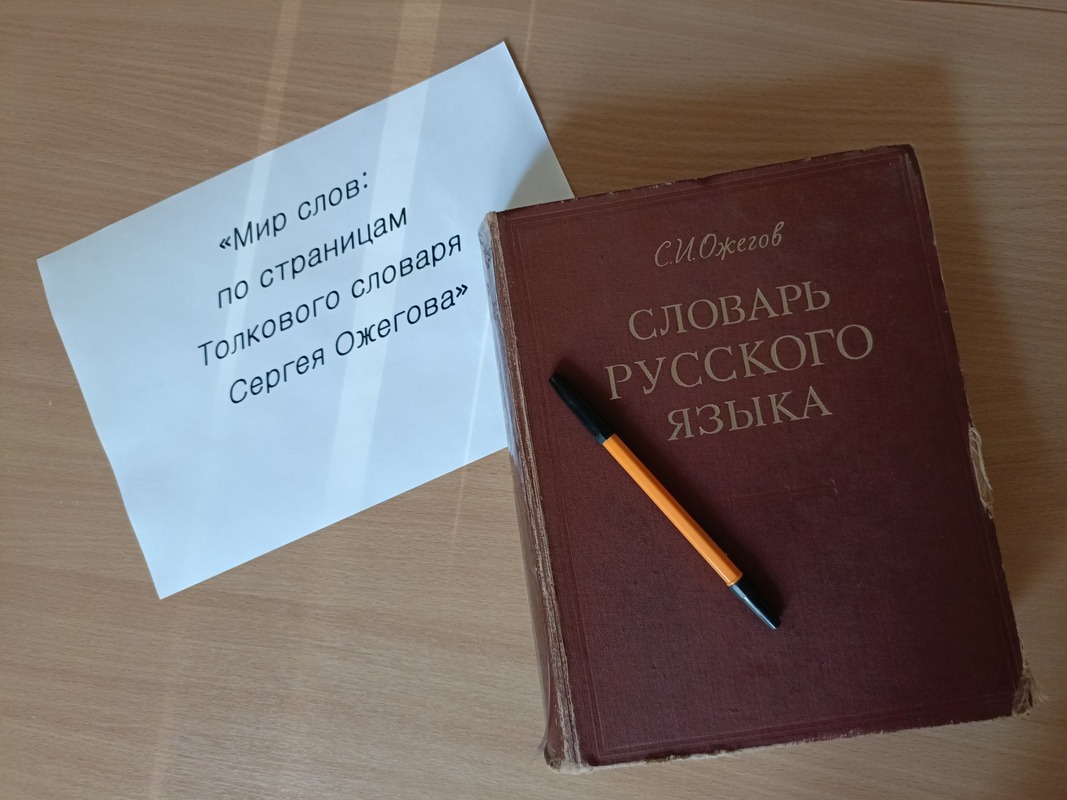 «Мир слов:
по страницам
Толкового словаря
Сергея Ожегова»
С.И.Ожегов
СЛОВАРЬ
РУССКОГО
ЯЗЫКА